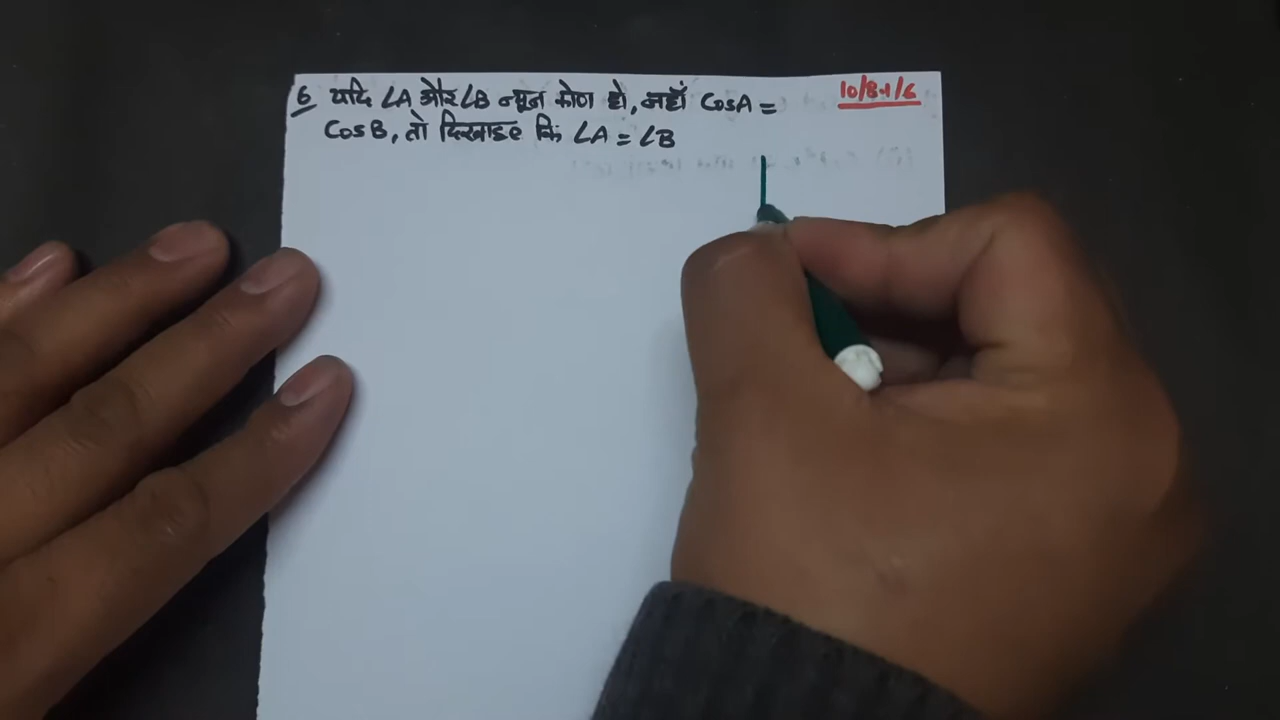 6 यदि ∠A और ∠B न्यून कोण हो, जहाँ CosA =
CosB, तो दिखाइए कि ∠A = ∠B
10/8.1/6